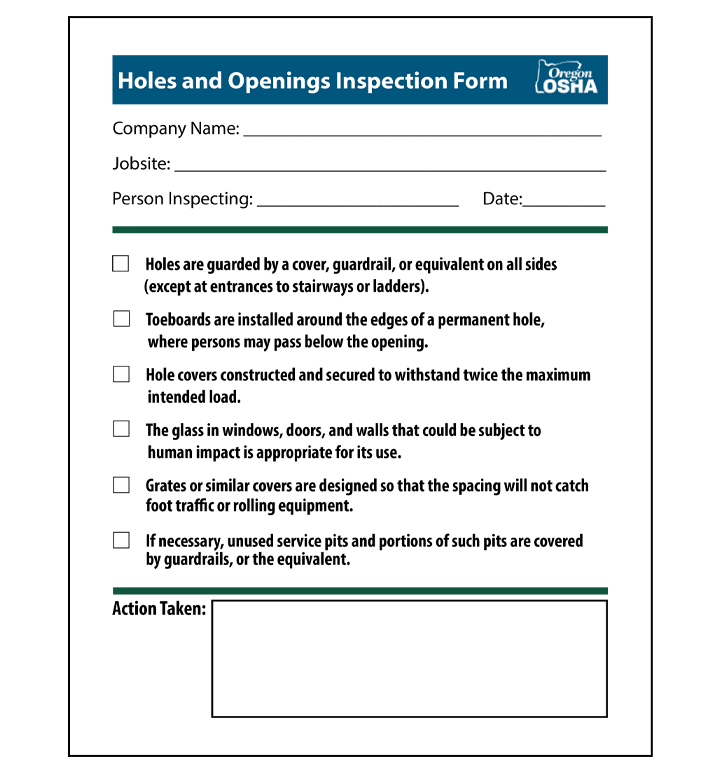 Holes and Openings Inspection Form
Oregon
OSHA
Company Name:
Jobsite:
Person Inspecting: Date:
Holes are guarded by a cover, guardrail, or equivalent on all sides
(except at entrances to stairways or ladders).
Toeboards are installed around the edges of a permanent hole,
where persons may pass below the opening.
Hole covers constructed and secured to withstand twice the maximum
intended load.
The glass in windows, doors, and walls that could be subject to
human impact is appropriate for its use.
Grates or similar covers are designed so that the spacing will not catch
foot traffic or rolling equipment.
If necessary, unused service pits and portions of such pits are covered
by guardrails, or the equivalent.
Action Taken: